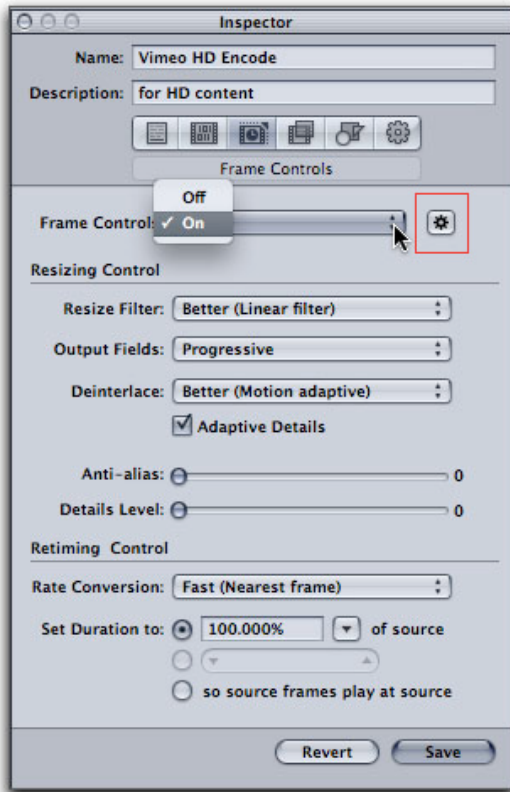 Inspector
Name: Vimeo HD Encode
Description: for HD content
Frame Controls
Off
Frame Controls ✓ On
Resizing Control
Resize Filter: Better (Linear filter)
Output Fields: Progressive
Deinterlace: Better (Motion adaptive)
Adaptive Details
Anti-alias: 0
Details Level: 0
Retiming Control
Rate Conversion: Fast (Nearest frame)
Set Duration to: 100.000% of source
so source frames play at source
Revert Save